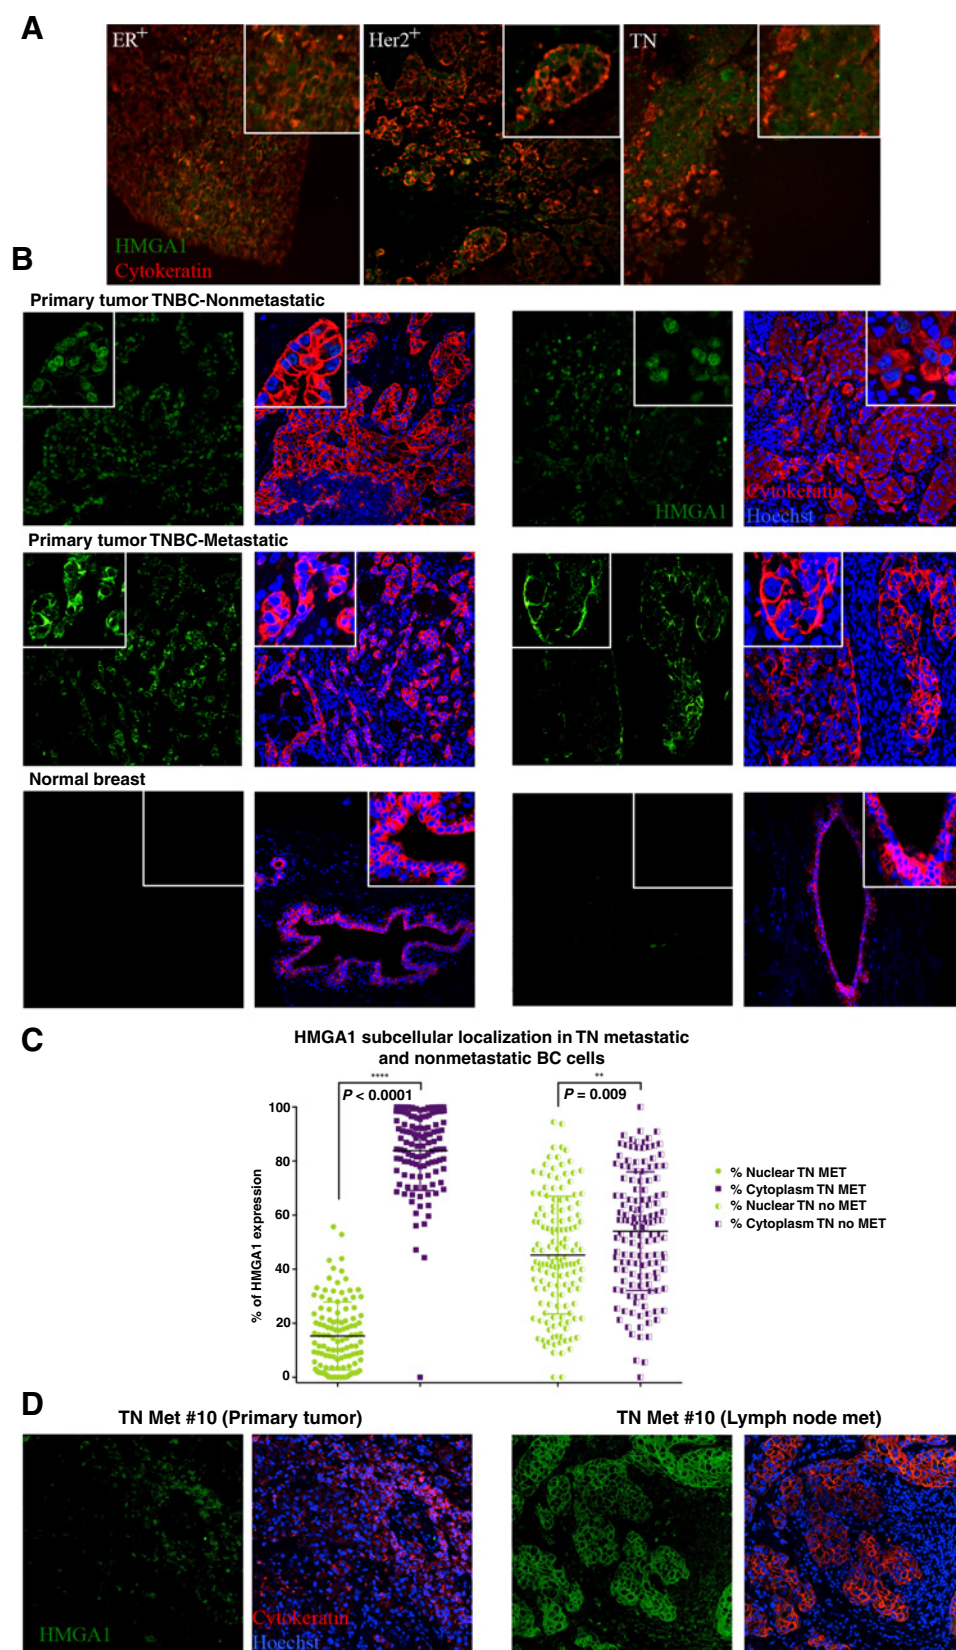 A
ER+
Her2+
TN
HMGA1
Cytokeratin
B
Primary tumor TNBC-Nonmetastatic
HMGA1
Cytokeratin
Hoechst
Primary tumor TNBC-Metastatic
Normal breast
C
HMGA1 subcellular localization in TN metastatic
and nonmetastatic BC cells
****
P < 0.0001
**
P = 0.009
% of HMGA1 expression
100
80
60
40
20
0
% Nuclear TN MET
% Cytoplasm TN MET
% Nuclear TN no MET
% Cytoplasm TN no MET
D
TN Met #10 (Primary tumor)
TN Met #10 (Lymph node met)
HMGA1
Cytokeratin
Hoechst